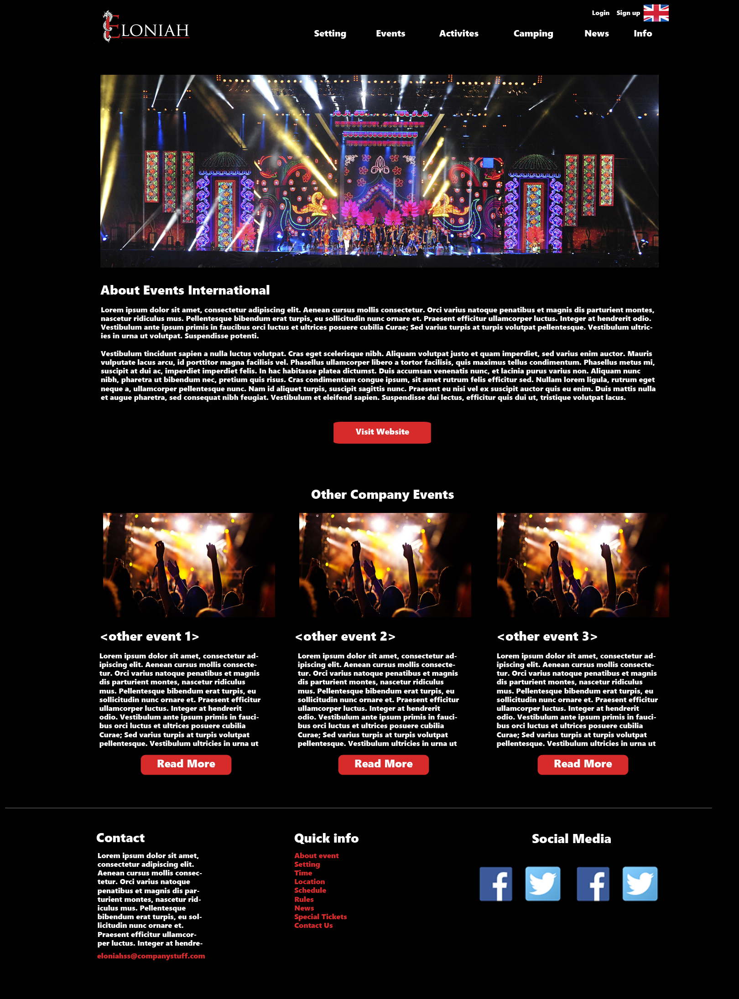 ELONIAH
Login Sign up
Setting Events Activites Camping News Info
About Events International
Lorem ipsum dolor sit amet, consectetur adipiscing elit. Aenean cursus mollis consectetur. Orci varius natoque penatibus et magnis dis parturient montes,
nascetur ridiculus mus. Pellentesque bibendum erat turpis, eu sollicitudin nunc ornare et. Praesent efficitur ullamcorper luctus. Integer at hendrerit odio.
Vestibulum ante ipsum primis in faucibus orci luctus et ultrices posuere cubilia Curae; Sed varius turpis at turpis volutpat pellentesque. Vestibulum ultric-
ies in urna ut volutpat. Suspendisse potenti.
Vestibulum tincidunt sapien a nulla luctus volutpat. Cras eget scelerisque nibh. Aliquam volutpat justo et quam imperdiet, sed varius enim auctor. Mauris
vulputate lacus arcu, id porttitor magna facilisis vel. Phasellus ullamcorper libero a tortor facilisis, quis maximus tellus condimentum. Phasellus metus mi,
suscipit at dui ac, imperdiet imperdiet felis. In hac habitasse platea dictumst. Duis accumsan venenatis nunc, et lacinia purus varius non. Aliquam nunc
nibh, pharetra ut bibendum nec, pretium quis risus. Cras condimentum congue ipsum, sit amet rutrum felis efficitur sed. Nullam lorem ligula, rutrum eget
neque a, ullamcorper pellentesque nunc. Nam id aliquet turpis, suscipit sagittis nunc. Praesent eu nisi vel ex suscipit auctor quis eu enim. Duis mattis nulla
et augue pharetra, sed consequat nibh feugiat. Vestibulum et eleifend sapien. Suspendisse dui lectus, efficitur quis dui ut, tristique volutpat lacus.
Visit Website
Other Company Events
<other event 1>
Lorem ipsum dolor sit amet, consectetur ad-
ipiscing elit. Aenean cursus mollis consecte-
tur. Orci varius natoque penatibus et magnis
dis parturient montes, nascetur ridiculus
mus. Pellentesque bibendum erat turpis, eu
sollicitudin nunc ornare et. Praesent efficitur
ullamcorper luctus. Integer at hendrerit
odio. Vestibulum ante ipsum primis in fauci-
bus orci luctus et ultrices posuere cubilia
Curae; Sed varius turpis at turpis volutpat
pellentesque. Vestibulum ultricies in urna ut
Read More
<other event 2>
Lorem ipsum dolor sit amet, consectetur ad-
ipiscing elit. Aenean cursus mollis consecte-
tur. Orci varius natoque penatibus et magnis
dis parturient montes, nascetur ridiculus
mus. Pellentesque bibendum erat turpis, eu
sollicitudin nunc ornare et. Praesent efficitur
ullamcorper luctus. Integer at hendrerit
odio. Vestibulum ante ipsum primis in fauci-
bus orci luctus et ultrices posuere cubilia
Curae; Sed varius turpis at turpis volutpat
pellentesque. Vestibulum ultricies in urna ut
Read More
<other event 3>
Lorem ipsum dolor sit amet, consectetur ad-
ipiscing elit. Aenean cursus mollis consecte-
tur. Orci varius natoque penatibus et magnis
dis parturient montes, nascetur ridiculus
mus. Pellentesque bibendum erat turpis, eu
sollicitudin nunc ornare et. Praesent efficitur
ullamcorper luctus. Integer at hendrerit
odio. Vestibulum ante ipsum primis in fauci-
bus orci luctus et ultrices posuere cubilia
Curae; Sed varius turpis at turpis volutpat
pellentesque. Vestibulum ultricies in urna ut
Read More
Contact
Lorem ipsum dolor sit amet,
consectetur adipiscing elit.
Aenean cursus mollis consec-
tetur. Orci varius natoque
penatibus et magnis dis par-
turient montes, nascetur rid-
iculus mus. Pellentesque
bibendum erat turpis, eu sol-
licitudin nunc ornare et.
Praesent efficitur ullamcor-
per luctus. Integer at hendre-
eloniahss@companystuff.com
Quick info
About event
Setting
Time
Location
Schedule
Rules
News
Special Tickets
Contact Us
Social Media